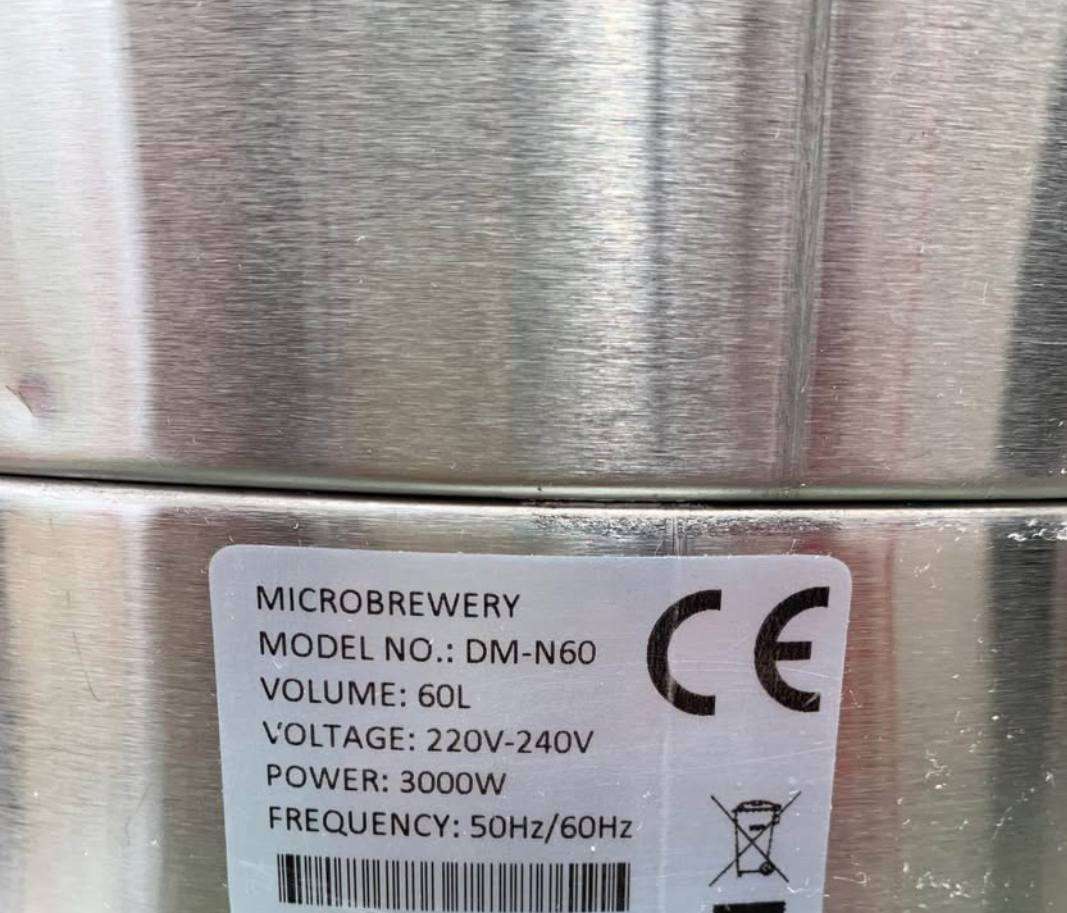 MICROBREWERY
MODEL NO.: DM-N60
VOLUME: 60L
VOLTAGE: 220V-240V
POWER: 3000W
FREQUENCY: 50Hz/60Hz
CE